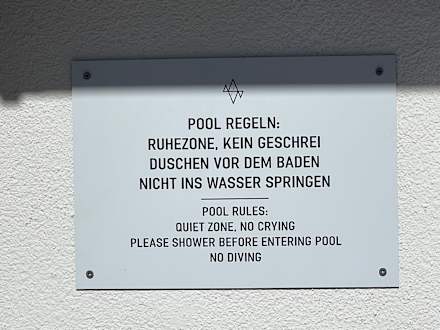 POOL REGELN:
RUHEZONE, KEIN GESCHREI
DUSCHEN VOR DEM BADEN
NICHT INS WASSER SPRINGEN
POOL RULES:
QUIET ZONE, NO CRYING
PLEASE SHOWER BEFORE ENTERING POOL
NO DIVING